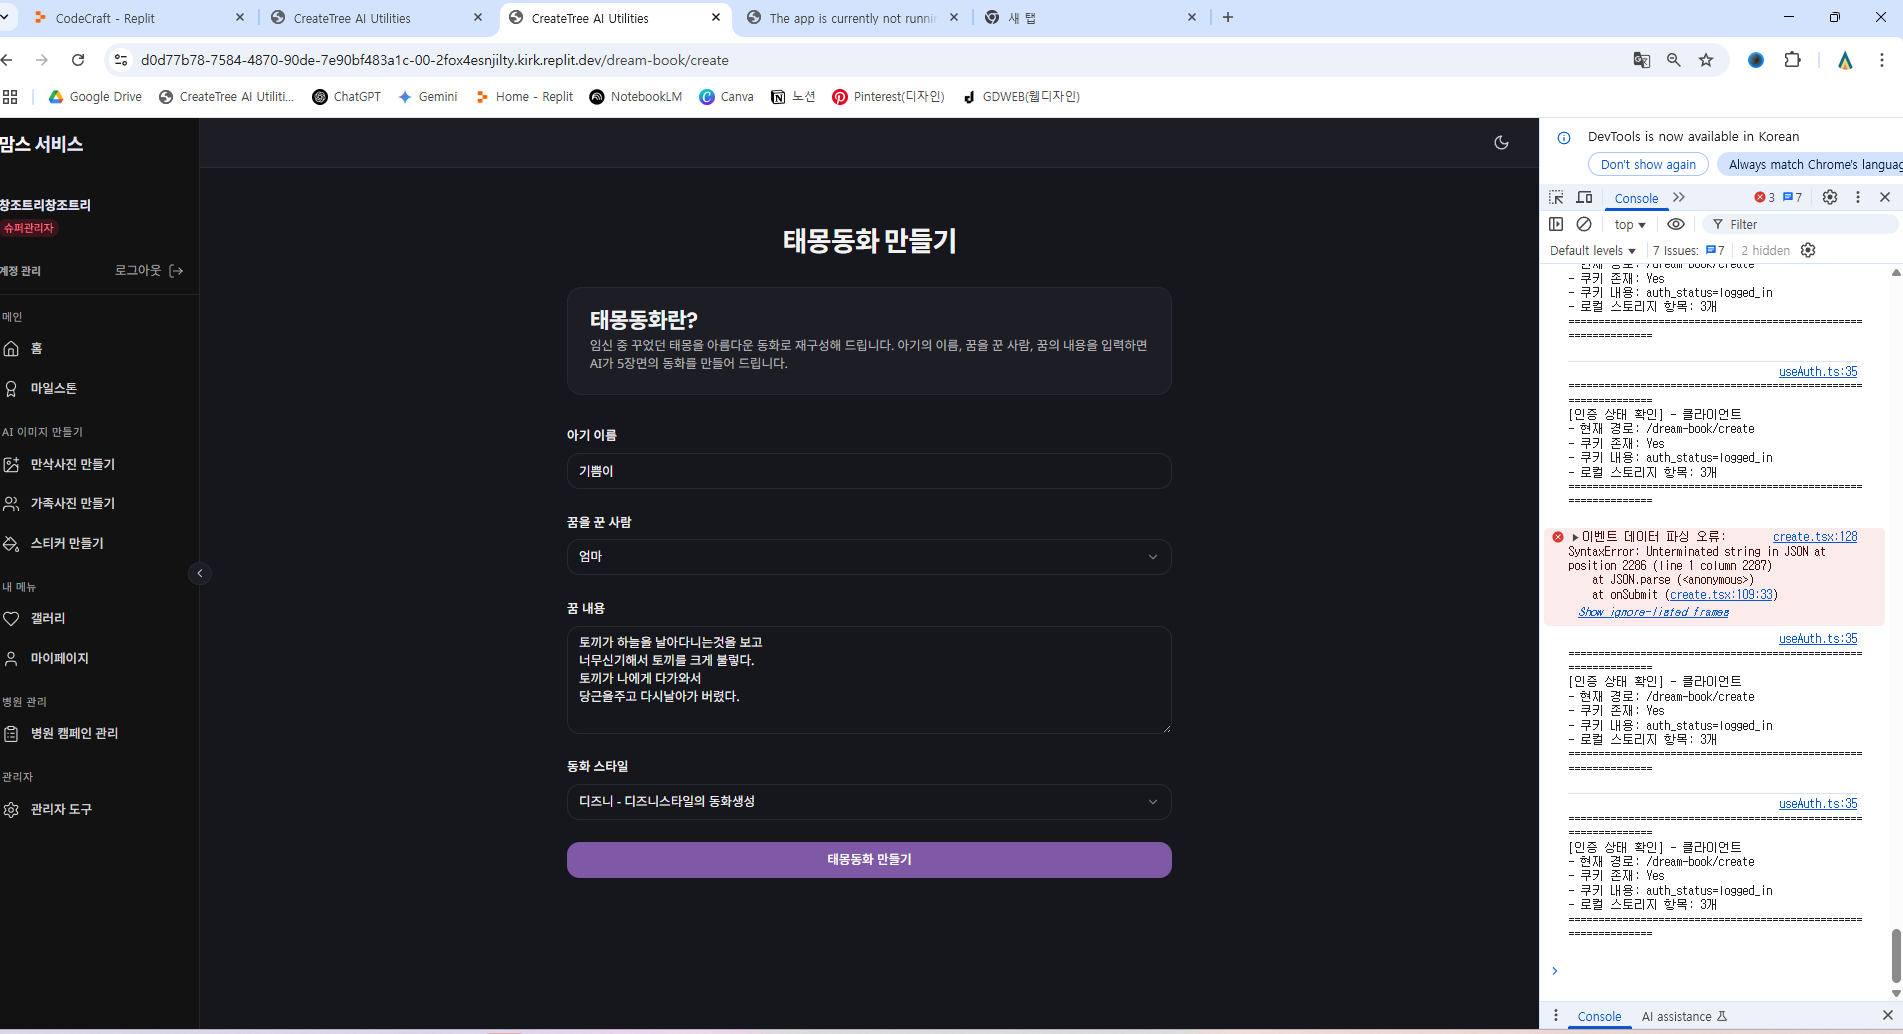 CodeCraft - Replit
CreateTree AI Utilities
CreateTree AI Utilities
The app is currently not runnin
새 탭
d0d77b78-7584-4870-90de-7e90bf483a1c-00-2fox4esnjilty.kirk.replit.dev/dream-book/create
Google Drive
CreateTree AI Utiliti...
ChatGPT
Gemini
Home - Replit
NotebookLM
Canva
노션
Pinterest(디자인)
GDWEB(웹디자인)
맘스 서비스
창조트리창조트리
슈퍼관리자
계정 관리
로그아웃
메인
홈
마일스톤
AI 이미지 만들기
만삭사진 만들기
가족사진 만들기
스티커 만들기
내 메뉴
갤러리
마이페이지
병원 관리
병원 캠페인 관리
관리자
관리자 도구
태몽동화 만들기
태몽동화란?
임신 중 꾸었던 태몽을 아름다운 동화로 재구성해 드립니다. 아기의 이름, 꿈을 꾼 사람, 꿈의 내용을 입력하면
AI가 5장면의 동화를 만들어 드립니다.
아기 이름
기쁨이
꿈을 꾼 사람
엄마
꿈 내용
토끼가 하늘을 날아다니는것을 보고
너무신기해서 토끼를 크게 불렇다.
토끼가 나에게 다가와서
당근을주고 다시날아가 버렸다.
동화 스타일
디즈니 - 디즈니스타일의 동화생성
태몽동화 만들기
DevTools is now available in Korean
Don't show again
Always match Chrome's languag
Console
3
7
top
Filter
Default levels
7 Issues:
7
2 hidden
- 현재 경로: /dream-book/create
- 쿠키 존재: Yes
- 쿠키 내용: auth_status=logged_in
- 로컬 스토리지 항목: 3개
=================================================
==============
useAuth.ts:35
=================================================
==============
[인증 상태 확인] - 클라이언트
- 현재 경로: /dream-book/create
- 쿠키 존재: Yes
- 쿠키 내용: auth_status=logged_in
- 로컬 스토리지 항목: 3개
=================================================
==============
이벤트 데이터 파싱 오류:
create.tsx:128
SyntaxError: Unterminated string in JSON at
position 2286 (line 1 column 2287)
at JSON.parse (<anonymous>)
at onSubmit (create.tsx:109:33)
Show ignore-listed frames
useAuth.ts:35
=================================================
==============
[인증 상태 확인] - 클라이언트
- 현재 경로: /dream-book/create
- 쿠키 존재: Yes
- 쿠키 내용: auth_status=logged_in
- 로컬 스토리지 항목: 3개
=================================================
==============
useAuth.ts:35
=================================================
==============
[인증 상태 확인] - 클라이언트
- 현재 경로: /dream-book/create
- 쿠키 존재: Yes
- 쿠키 내용: auth_status=logged_in
- 로컬 스토리지 항목: 3개
=================================================
==============
Console
AI assistance